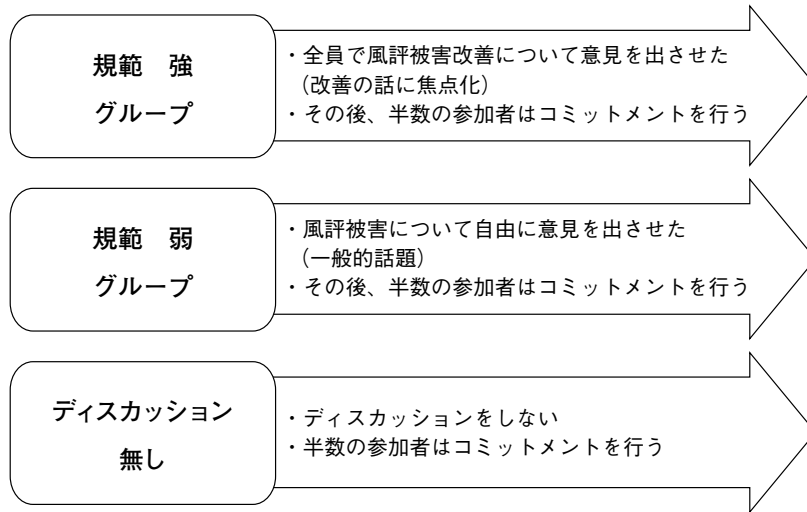 規範　強
グループ
・全員で風評被害改善について意見を出させた
（改善の話に焦点化）
・その後、半数の参加者はコミットメントを行う
規範　弱
グループ
・風評被害について自由に意見を出させた
（一般的話題）
・その後、半数の参加者はコミットメントを行う
ディスカッション
無し
・ディスカッションをしない
・半数の参加者はコミットメントを行う